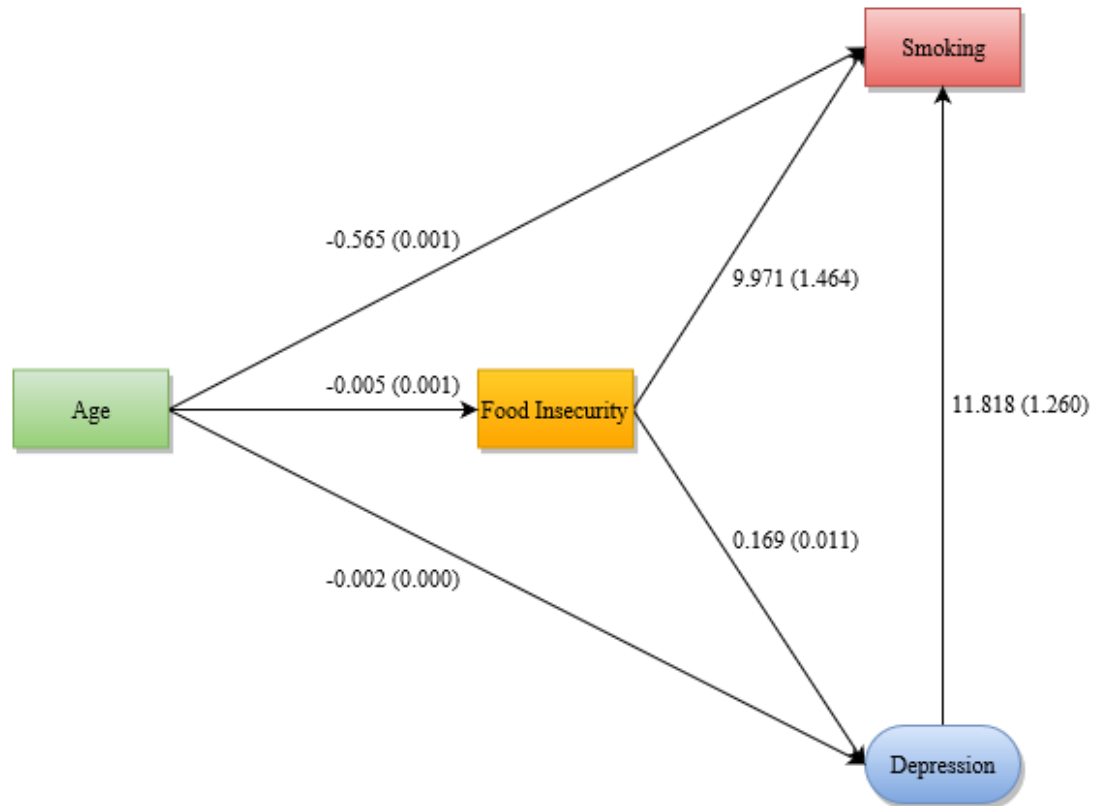 Smoking
-0.565 (0.001)
9.971 (1.464)
-0.005 (0.001)
Age
Food Insecurity
11.818 (1.260)
0.169 (0.011)
-0.002 (0.000)
Depression